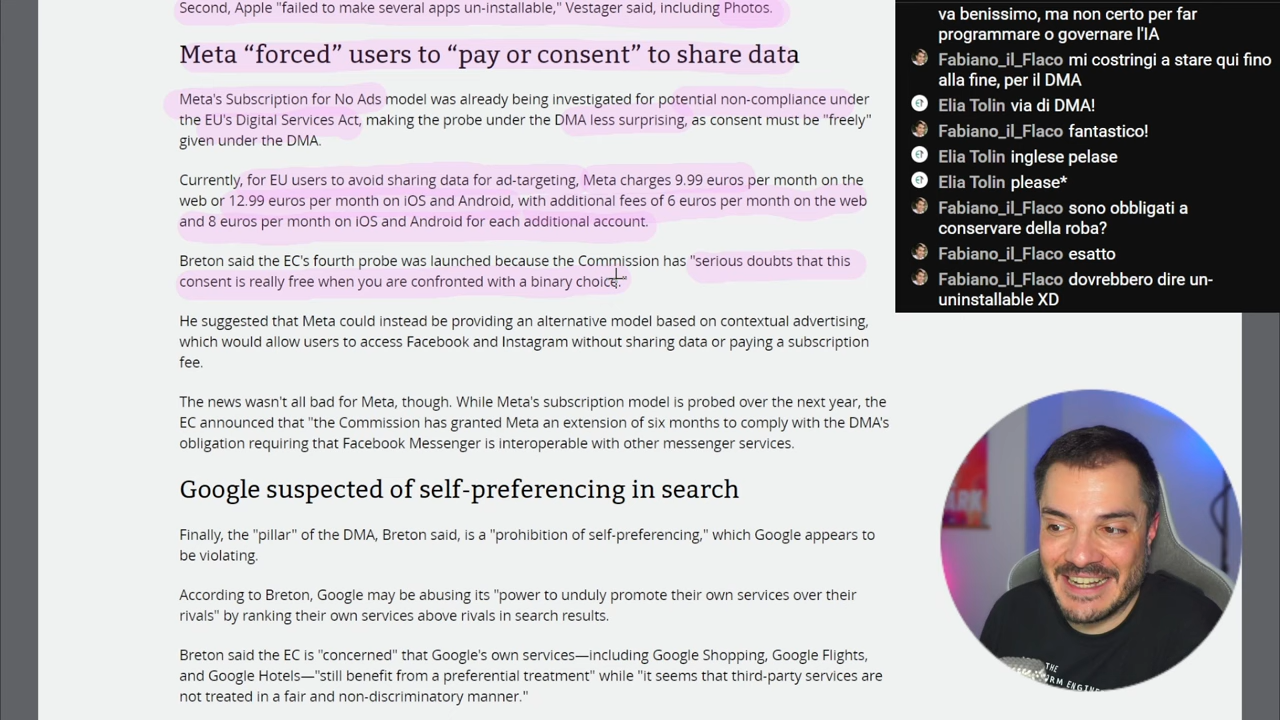 Second, Apple "failed to make several apps un-installable," Vestager said, including Photos.
Meta “forced” users to “pay or consent” to share data
Meta's Subscription for No Ads model was already being investigated for potential non-compliance under
the EU's Digital Services Act, making the probe under the DMA less surprising, as consent must be "freely"
given under the DMA.
Currently, for EU users to avoid sharing data for ad-targeting, Meta charges 9.99 euros per month on the
web or 12.99 euros per month on iOS and Android, with additional fees of 6 euros per month on the web
and 8 euros per month on iOS and Android for each additional account.
Breton said the EC's fourth probe was launched because the Commission has "serious doubts that this
consent is really free when you are confronted with a binary choice."
He suggested that Meta could instead be providing an alternative model based on contextual advertising,
which would allow users to access Facebook and Instagram without sharing data or paying a subscription
fee.
The news wasn't all bad for Meta, though. While Meta's subscription model is probed over the next year, the
EC announced that "the Commission has granted Meta an extension of six months to comply with the DMA's
obligation requiring that Facebook Messenger is interoperable with other messenger services.
Google suspected of self-preferencing in search
Finally, the "pillar" of the DMA, Breton said, is a "prohibition of self-preferencing," which Google appears to
be violating.
According to Breton, Google may be abusing its "power to unduly promote their own services over their
rivals" by ranking their own services above rivals in search results.
Breton said the EC is "concerned" that Google's own services—including Google Shopping, Google Flights,
and Google Hotels—"still benefit from a preferential treatment" while "it seems that third-party services are
not treated in a fair and non-discriminatory manner."
va benissimo, ma non certo per far
programmare o governare l'IA
Fabiano_il_Flaco mi costringi a stare qui fino
alla fine, per il DMA
Elia Tolin via di DMA!
Fabiano_il_Flaco fantastico!
Elia Tolin inglese pelase
Elia Tolin please*
Fabiano_il_Flaco sono obbligati a
conservare della roba?
Fabiano_il_Flaco esatto
Fabiano_il_Flaco dovrebbero dire un-
uninstallable XD
THE